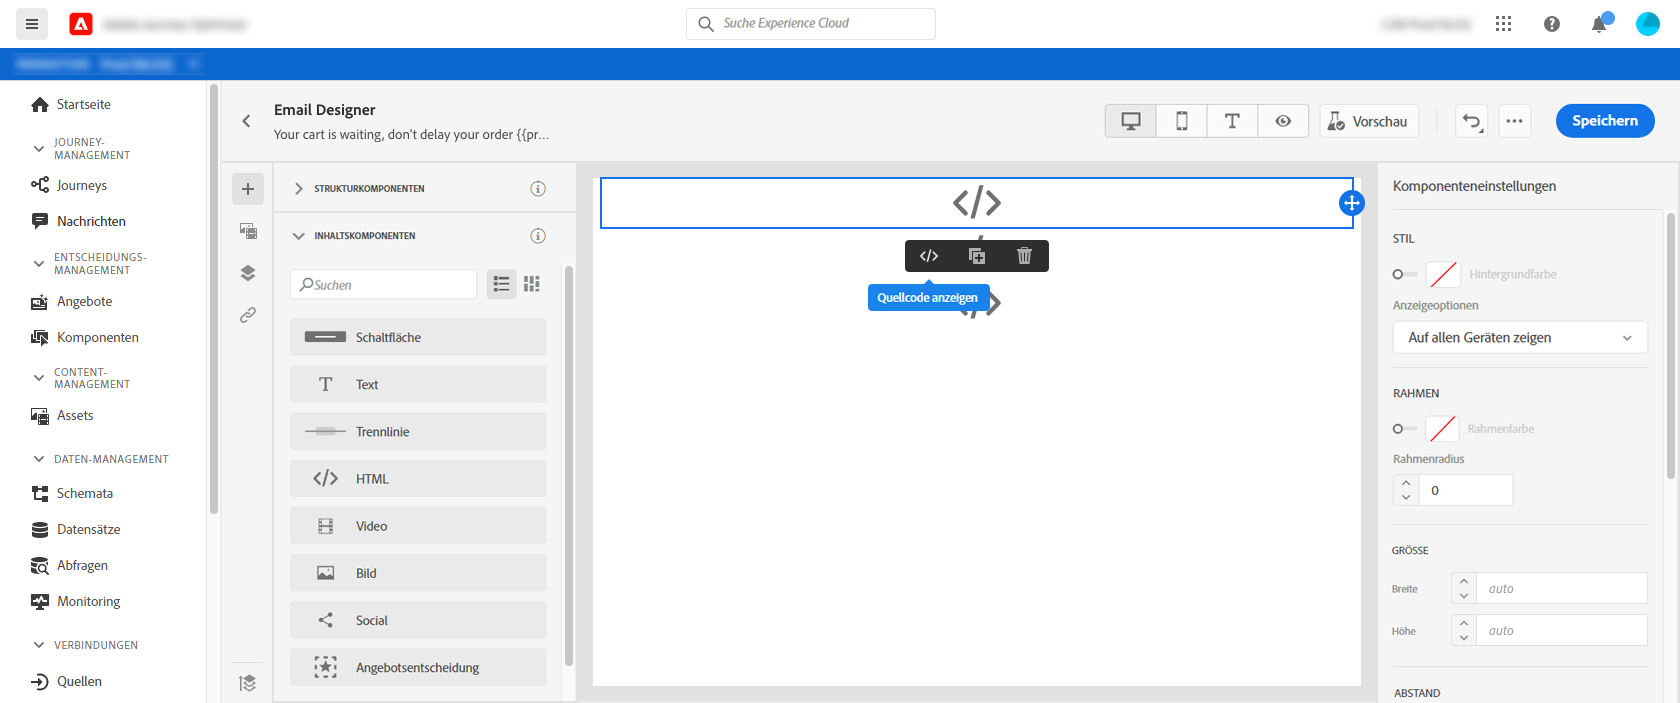 Suche Experience Cloud
Startseite
JOURNEY-
MANAGEMENT
Journeys
Nachrichten
ENTSCHEIDUNGS-
MANAGEMENT
Angebote
Komponenten
CONTENT-
MANAGEMENT
Assets
DATEN-MANAGEMENT
Schemata
Datensätze
Abfragen
Monitoring
VERBINDUNGEN
Quellen
Email Designer
Your cart is waiting, don't delay your order {{pr...
Vorschau
Speichern
STRUKTURKOMPONENTEN
INHALTSKOMPONENTEN
Suchen
Schaltfläche
Text
Trennlinie
HTML
Video
Bild
Social
Angebotsentscheidung
Quellcode anzeigen
Komponenteneinstellungen
STIL
Hintergrundfarbe
Anzeigeoptionen
Auf allen Geräten zeigen
RAHMEN
Rahmenfarbe
Rahmenradius
0
GRÖSSE
Breite
auto
Höhe
auto
ABSTAND